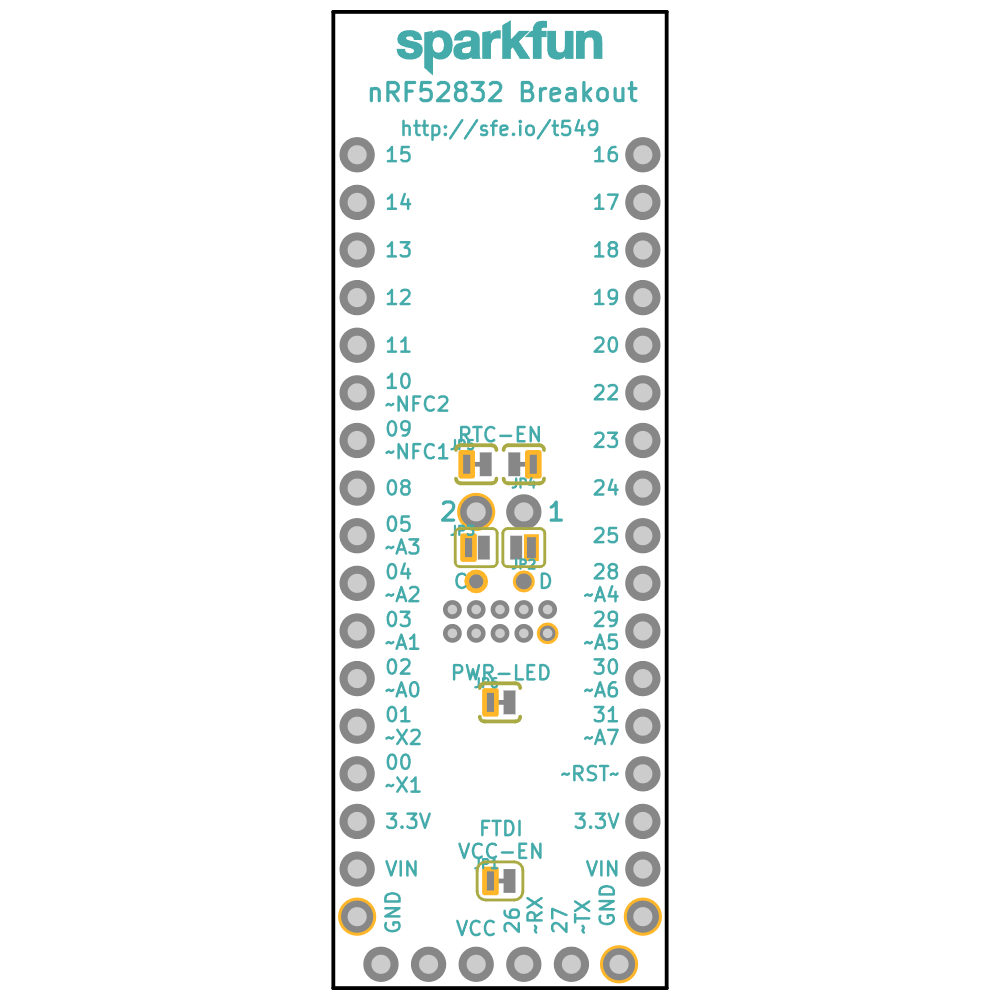 sparkfun
nRF52832 Breakout
http://sfe.io/t549
15 16
14 17
13 18
12 19
11 20
10 22
~NFC2
09 RTC-EN 23
~NFC1 JP5
08 24
JP4
2 1
05 JP3 25
~A3
JP2
04 C D 28
~A2 ~A4
03 29
~A1 ~A5
02 PWR-LED 30
~A0 JP6 ~A6
01 31
~X2 ~A7
00 ~RST~
~X1
3.3V FTDI 3.3V
VCC-EN
VIN JP1 VIN
GND VCC 26 ~RX 27 ~TX GND